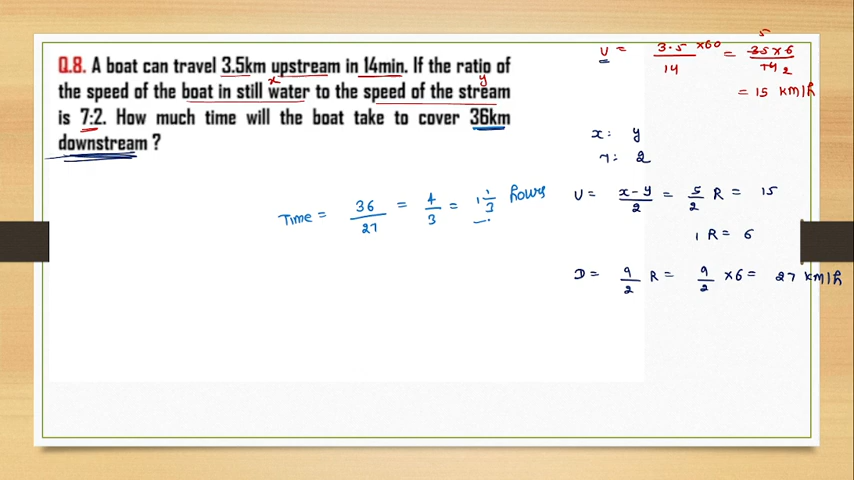 Q.8. A boat can travel 3.5km upstream in 14min. If the ratio of
the speed of the boat in still water to the speed of the stream
is 7:2. How much time will the boat take to cover 36km
downstream ?
x
y
U = 3.5 × 60 / 14 = 5 35 × 6 / 14 2
= 15 km/h
x : y
7 : 2
U = x-y / 2 = 5/2 R = 15
1 R = 6
D = 9/2 R = 9/2 × 6 = 27 km/h
Time = 36/27 = 4/3 = 1 1/3 hours